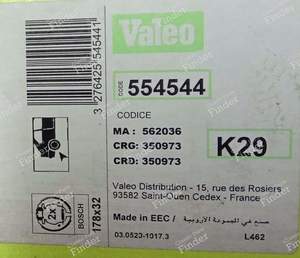 Valeo
3 276425 545441
CODE
554544
CODICE
MA : 562036
CRG: 350973
CRD: 350973
K29
2x
BOSCH
178x32
Valeo Distribution - 15, rue des Rosiers
93582 Saint-Ouen Cedex - France
Made in EEC / صنع في المجموعة الأوروبية
03.0520-1017.3
L462